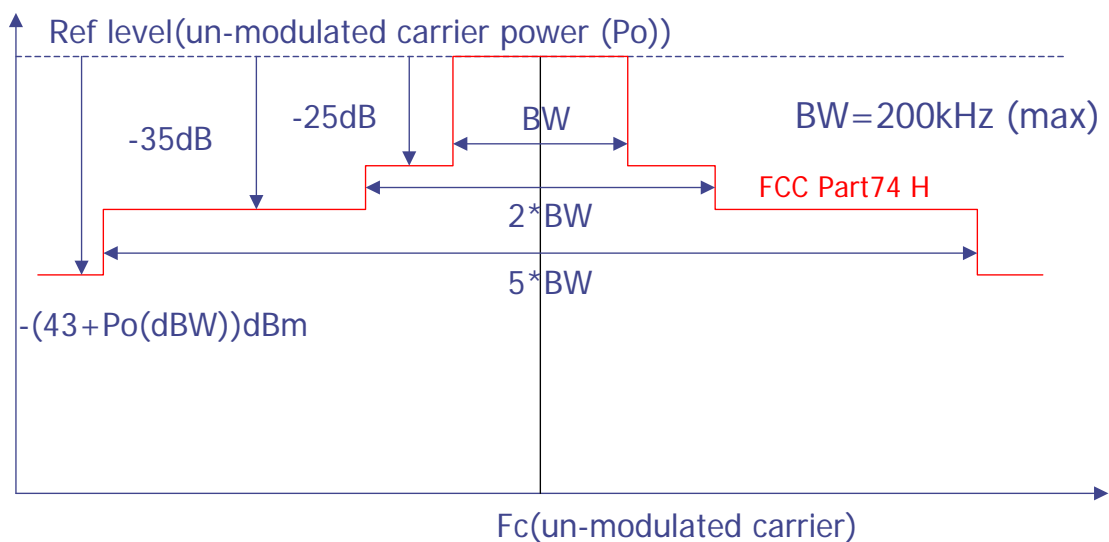 Ref level(un-modulated carrier power (Po))
-25dB
BW
BW=200kHz (max)
-35dB
FCC Part74 H
2*BW
5*BW
-(43+Po(dBW))dBm
Fc(un-modulated carrier)